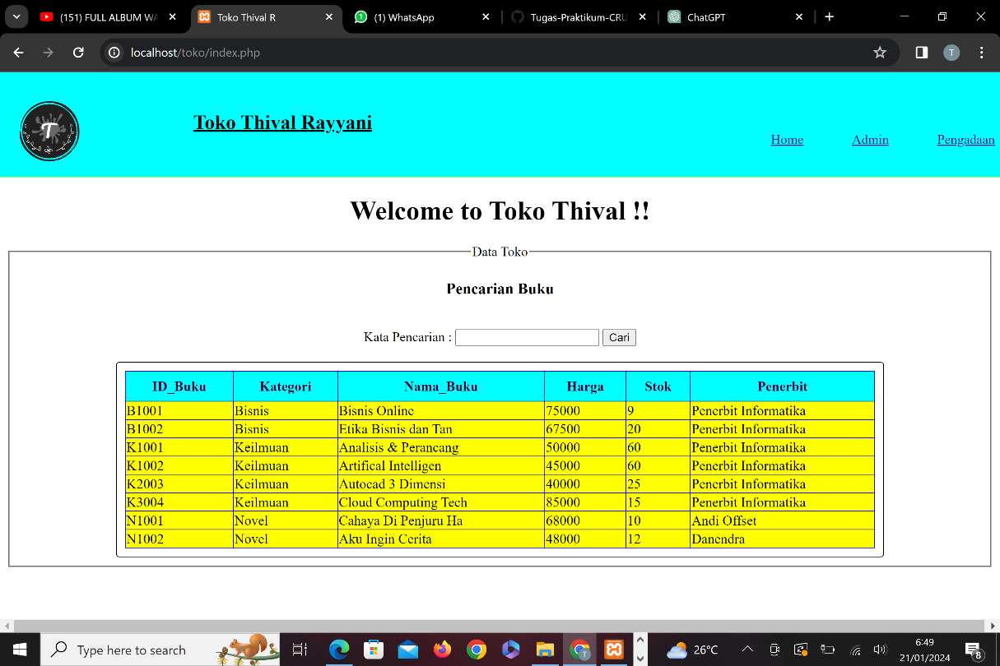 (151) FULL ALBUM WA
Toko Thival R
(1) WhatsApp
Tugas-Praktikum-CRU
ChatGPT
localhost/toko/index.php
T
T
Toko Thival Rayyani
Home Admin Pengadaan
Welcome to Toko Thival !!
Data Toko
Pencarian Buku
Kata Pencarian : Cari
ID_Buku Kategori Nama_Buku Harga Stok Penerbit
B1001 Bisnis Bisnis Online 75000 9 Penerbit Informatika
B1002 Bisnis Etika Bisnis dan Tan 67500 20 Penerbit Informatika
K1001 Keilmuan Analisis & Perancang 50000 60 Penerbit Informatika
K1002 Keilmuan Artifical Intelligen 45000 60 Penerbit Informatika
K2003 Keilmuan Autocad 3 Dimensi 40000 25 Penerbit Informatika
K3004 Keilmuan Cloud Computing Tech 85000 15 Penerbit Informatika
N1001 Novel Cahaya Di Penjuru Ha 68000 10 Andi Offset
N1002 Novel Aku Ingin Cerita 48000 12 Danendra
Type here to search
26°C
6:49
21/01/2024
8